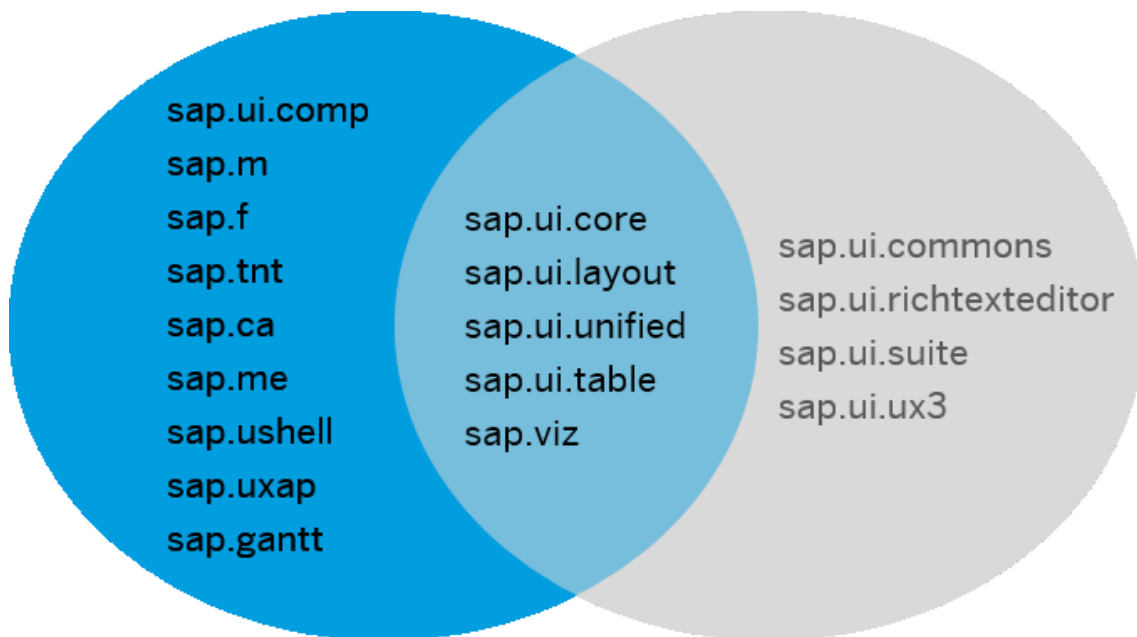 sap.ui.comp
sap.m
sap.f
sap.tnt
sap.ca
sap.me
sap.ushell
sap.uxap
sap.gantt
sap.ui.core
sap.ui.layout
sap.ui.unified
sap.ui.table
sap.viz
sap.ui.commons
sap.ui.richtexteditor
sap.ui.suite
sap.ui.ux3